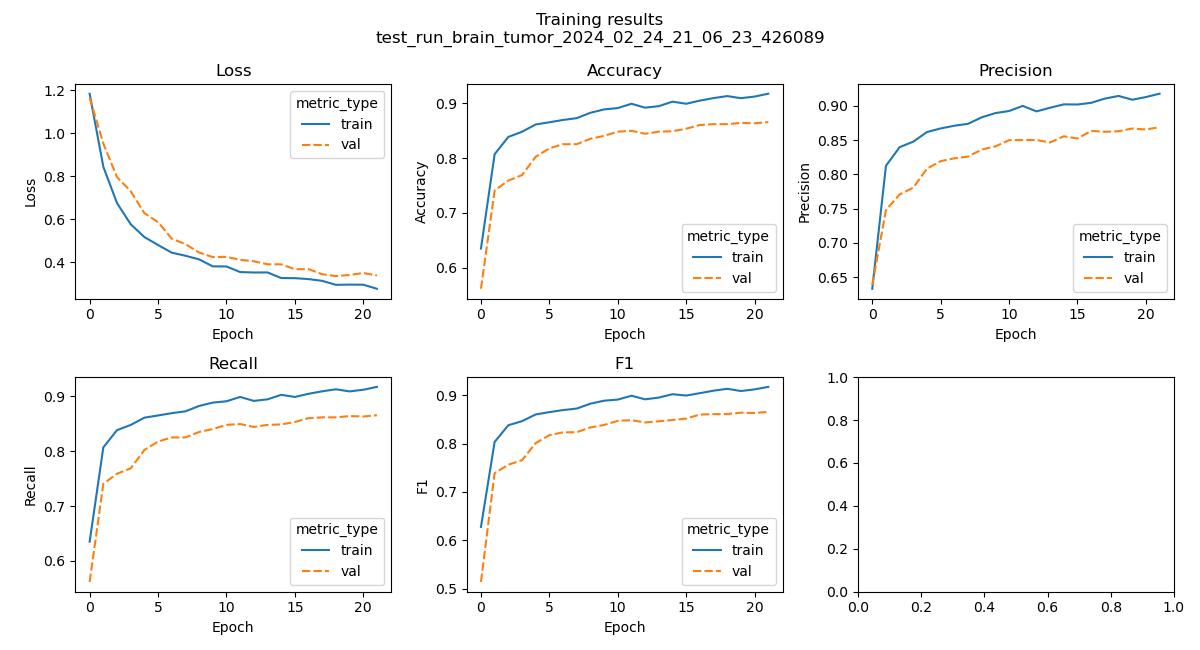 Training results
test_run_brain_tumor_2024_02_24_21_06_23_426089
Loss
1.2
1.0
0.8
0.6
0.4
Loss
metric_type
train
val
0 5 10 15 20
Epoch
Accuracy
0.9
0.8
0.7
0.6
Accuracy
metric_type
train
val
0 5 10 15 20
Epoch
Precision
0.90
0.85
0.80
0.75
0.70
0.65
Precision
metric_type
train
val
0 5 10 15 20
Epoch
Recall
0.9
0.8
0.7
0.6
Recall
metric_type
train
val
0 5 10 15 20
Epoch
F1
0.9
0.8
0.7
0.6
0.5
F1
metric_type
train
val
0 5 10 15 20
Epoch
1.0
0.8
0.6
0.4
0.2
0.0
0.0 0.2 0.4 0.6 0.8 1.0